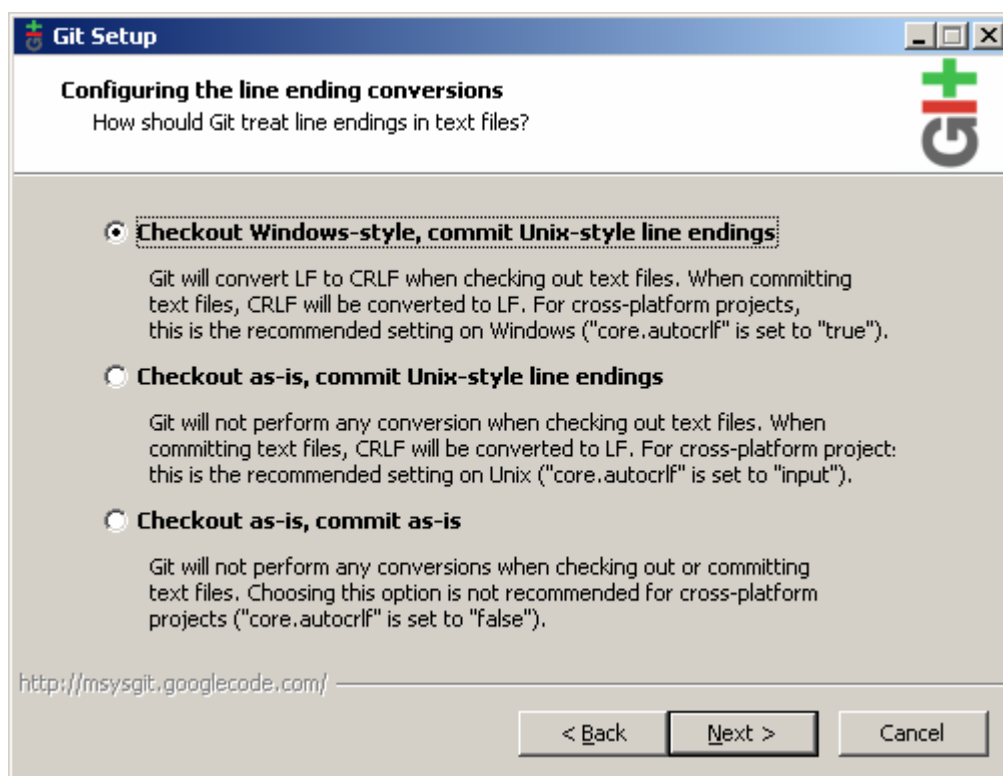 Git Setup
Configuring the line ending conversions
How should Git treat line endings in text files?
GIt
Checkout Windows-style, commit Unix-style line endings
Git will convert LF to CRLF when checking out text files. When committing
text files, CRLF will be converted to LF. For cross-platform projects,
this is the recommended setting on Windows ("core.autocrlf" is set to "true").
Checkout as-is, commit Unix-style line endings
Git will not perform any conversion when checking out text files. When
committing text files, CRLF will be converted to LF. For cross-platform project:
this is the recommended setting on Unix ("core.autocrlf" is set to "input").
Checkout as-is, commit as-is
Git will not perform any conversions when checking out or committing
text files. Choosing this option is not recommended for cross-platform
projects ("core.autocrlf" is set to "false").
http://msysgit.googlecode.com/
< Back
Next >
Cancel